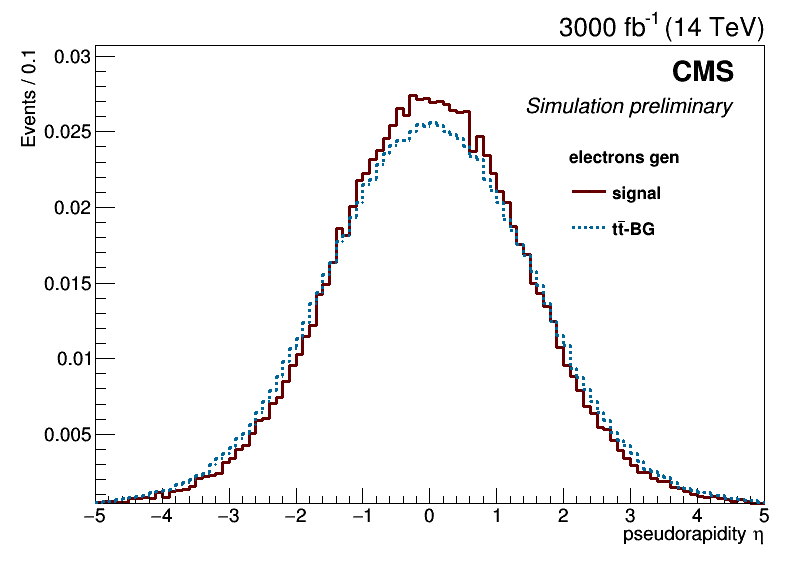 3000 fb⁻¹ (14 TeV)
Events / 0.1
0.03
0.025
0.02
0.015
0.01
0.005
CMS
Simulation preliminary
electrons gen
signal
tt̄-BG
−5 −4 −3 −2 −1 0 1 2 3 4 5
pseudorapidity η